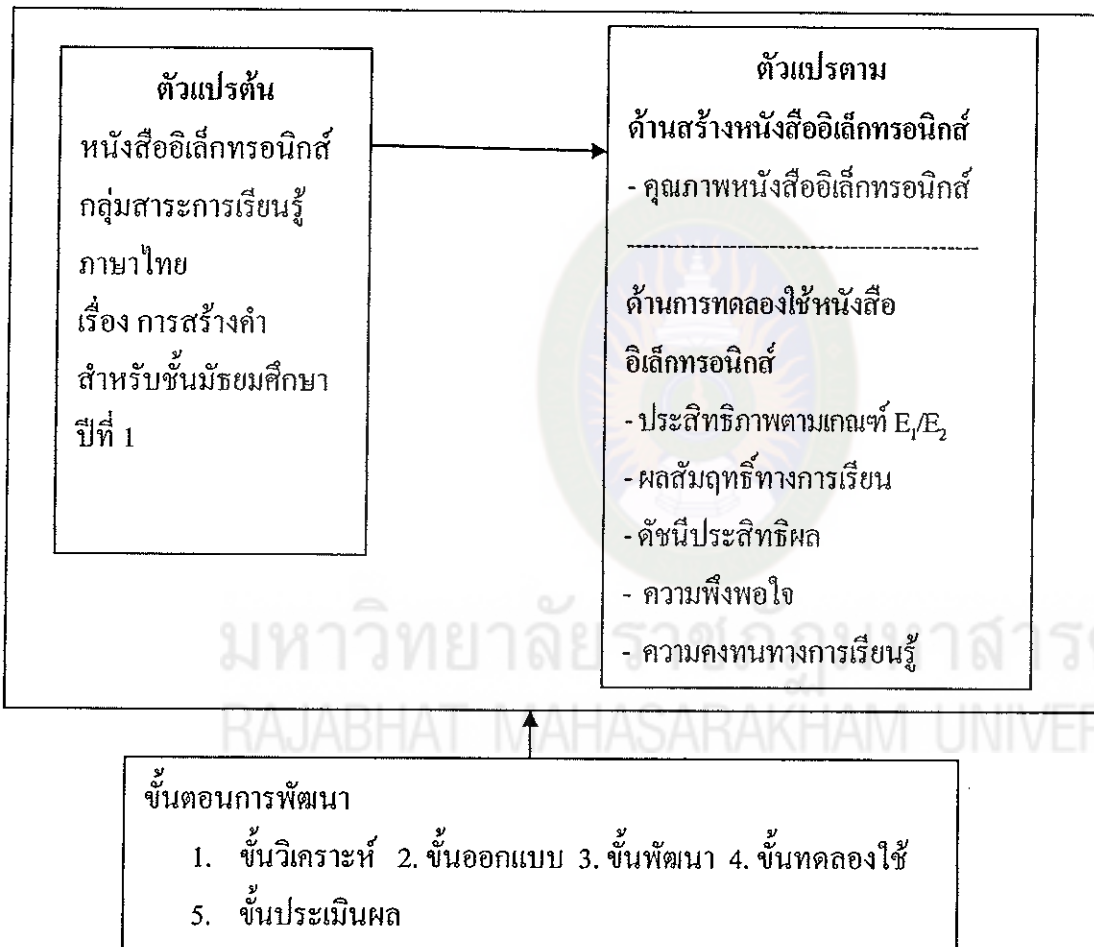 ตัวแปรต้น
หนังสืออิเล็กทรอนิกส์
กลุ่มสาระการเรียนรู้
ภาษาไทย
เรื่อง การสร้างคำ
สำหรับชั้นมัธยมศึกษา
ปีที่ 1
ตัวแปรตาม
ด้านสร้างหนังสืออิเล็กทรอนิกส์
- คุณภาพหนังสืออิเล็กทรอนิกส์
ด้านการทดลองใช้หนังสือ
อิเล็กทรอนิกส์
- ประสิทธิภาพตามเกณฑ์ E₁/E₂
- ผลสัมฤทธิ์ทางการเรียน
- ดัชนีประสิทธิผล
- ความพึงพอใจ
- ความคงทนทางการเรียนรู้
มหาวิทยาลัยราชภัฏมหาสาร
RAJABHAT MAHASARAKHAM UNIVER
ขั้นตอนการพัฒนา
1. ขั้นวิเคราะห์ 2. ขั้นออกแบบ 3. ขั้นพัฒนา 4. ขั้นทดลองใช้
5. ขั้นประเมินผล